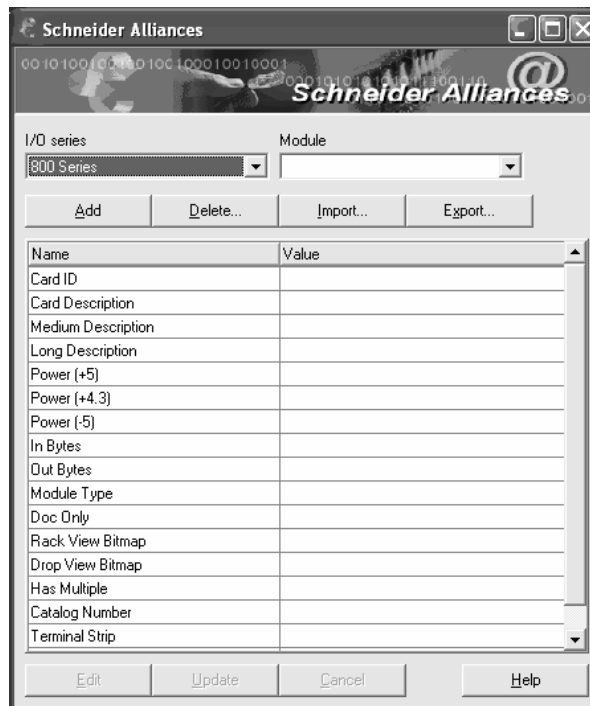 Schneider Alliances
Schneider Alliances
I/O series
Module
800 Series
Add
Delete...
Import...
Export...
Name
Value
Card ID
Card Description
Medium Description
Long Description
Power (+5)
Power (+4.3)
Power (-5)
In Bytes
Out Bytes
Module Type
Doc Only
Rack View Bitmap
Drop View Bitmap
Has Multiple
Catalog Number
Terminal Strip
Edit
Update
Cancel
Help